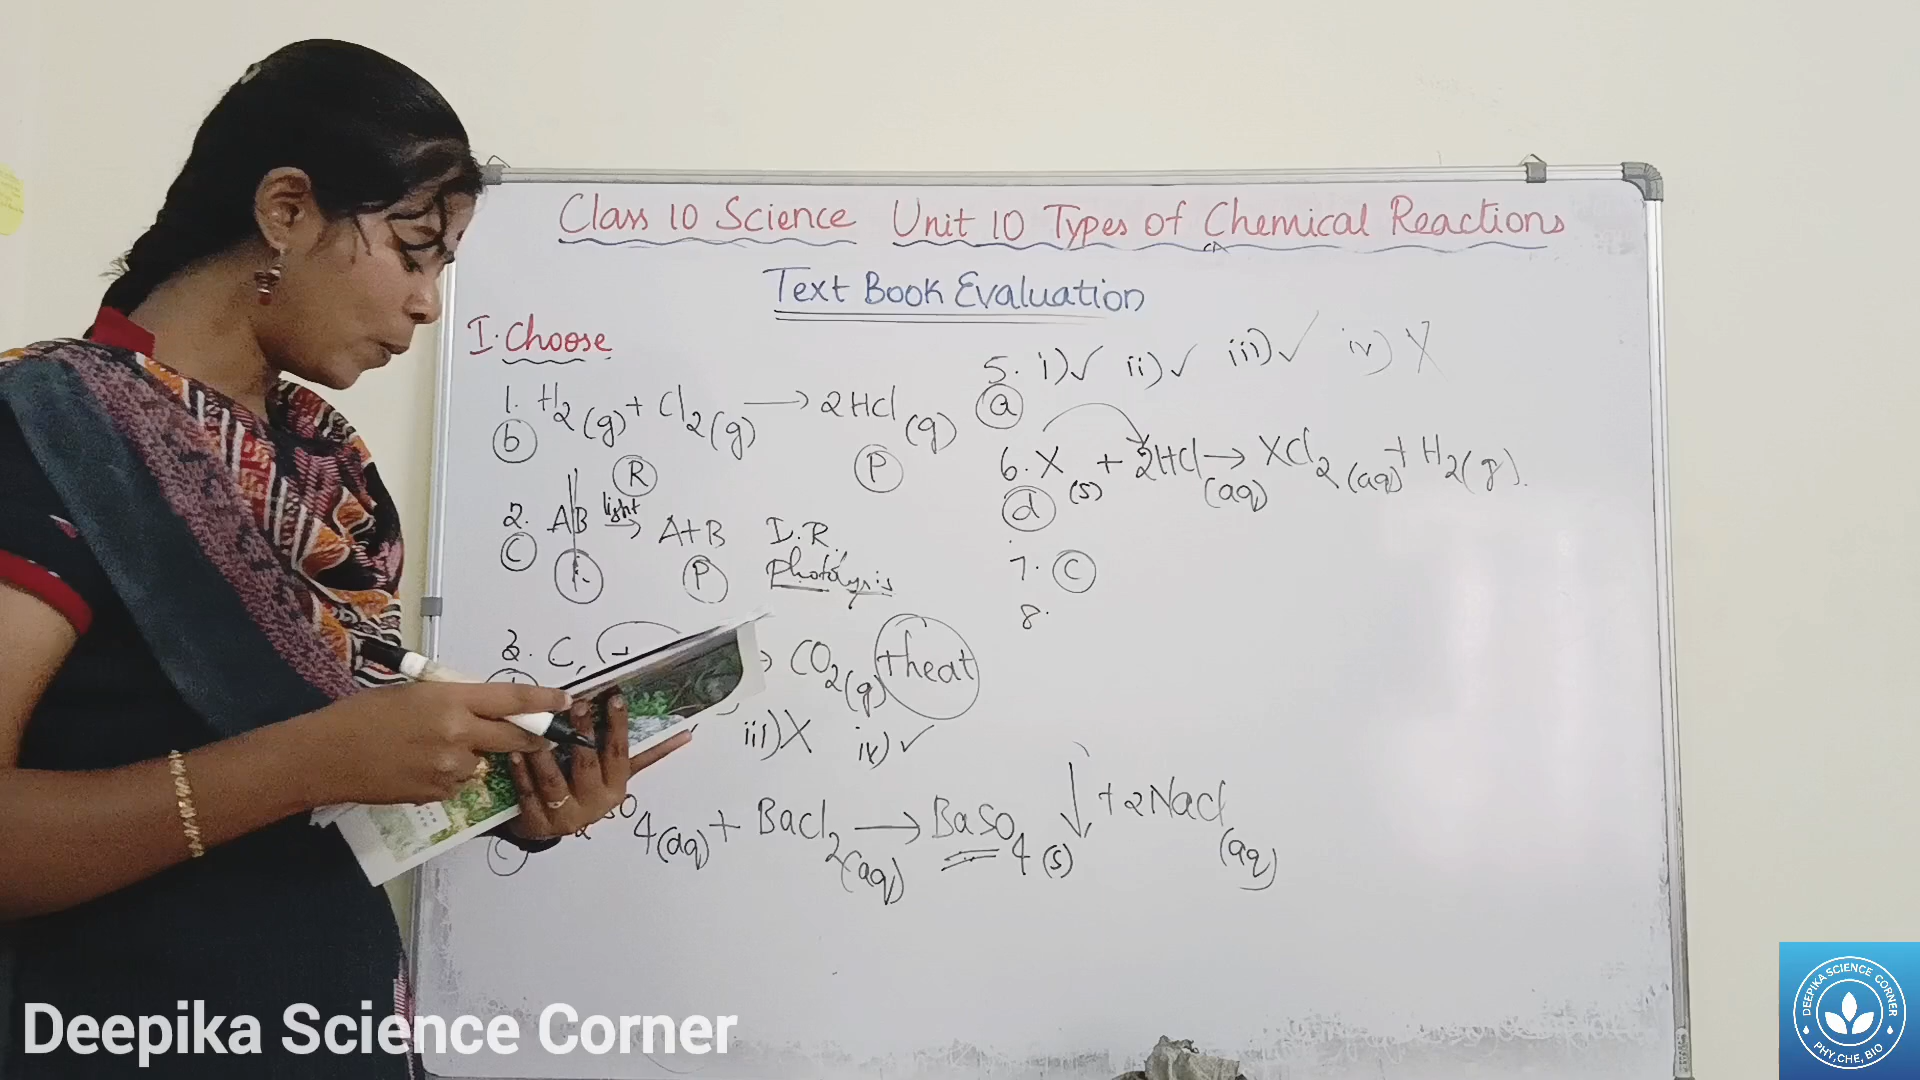 Class 10 Science Unit 10 Types of Chemical Reactions
Text Book Evaluation
I. Choose
1. H2(g) + Cl2(g) → 2HCl(g)
b
R P
2. AB light → A+B D.R.
c
P Photolysis
3. C → CO2(g) + heat
iii) X iv) ✓
4(aq) + BaCl2(aq) → BaSO4(s) ↓ + 2NaCl(aq)
5. i) ✓ ii) ✓ iii) ✓ iv) X
a
6. X(s) + 2HCl(aq) → XCl2(aq) + H2(g).
d
7. c
8.
Deepika Science Corner
DEEPIKA SCIENCE CORNER
PHY,CHE, BIO